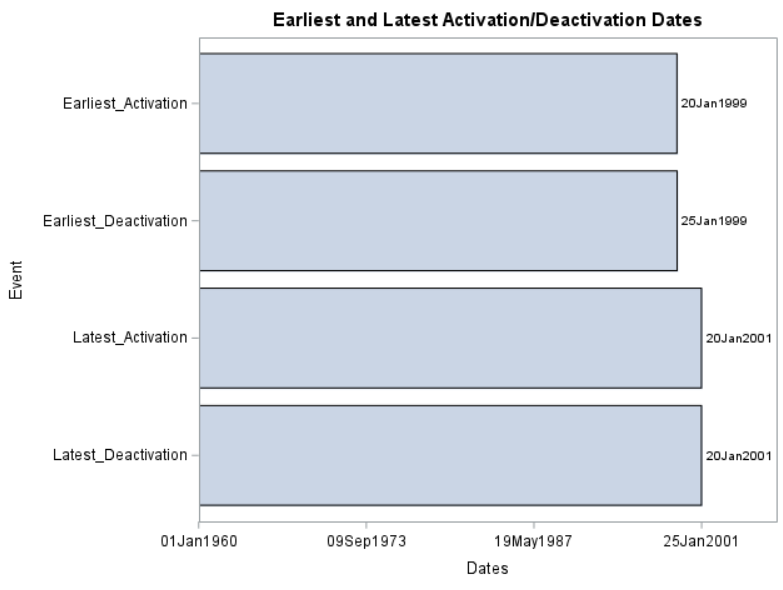 Earliest and Latest Activation/Deactivation Dates
Earliest_Activation
20Jan1999
Earliest_Deactivation
25Jan1999
Event
Latest_Activation
20Jan2001
Latest_Deactivation
20Jan2001
01Jan1960 09Sep1973 19May1987 25Jan2001
Dates